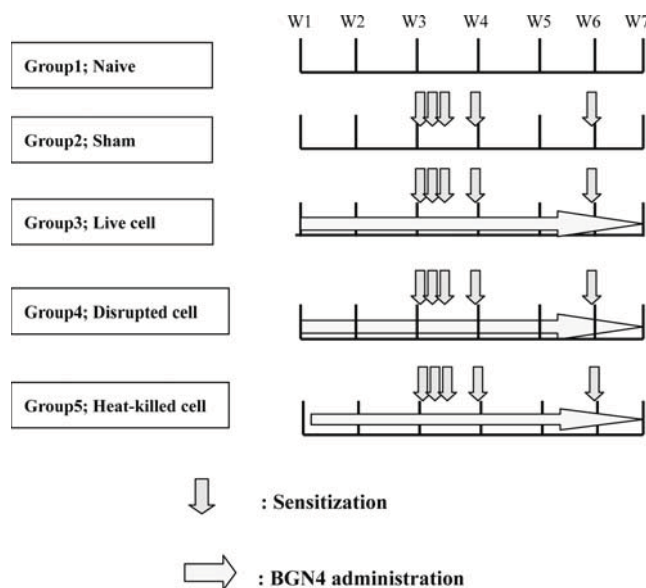 W1 W2 W3 W4 W5 W6 W7
Group1; Naive
Group2; Sham
Group3; Live cell
Group4; Disrupted cell
Group5; Heat-killed cell
: Sensitization
: BGN4 administration